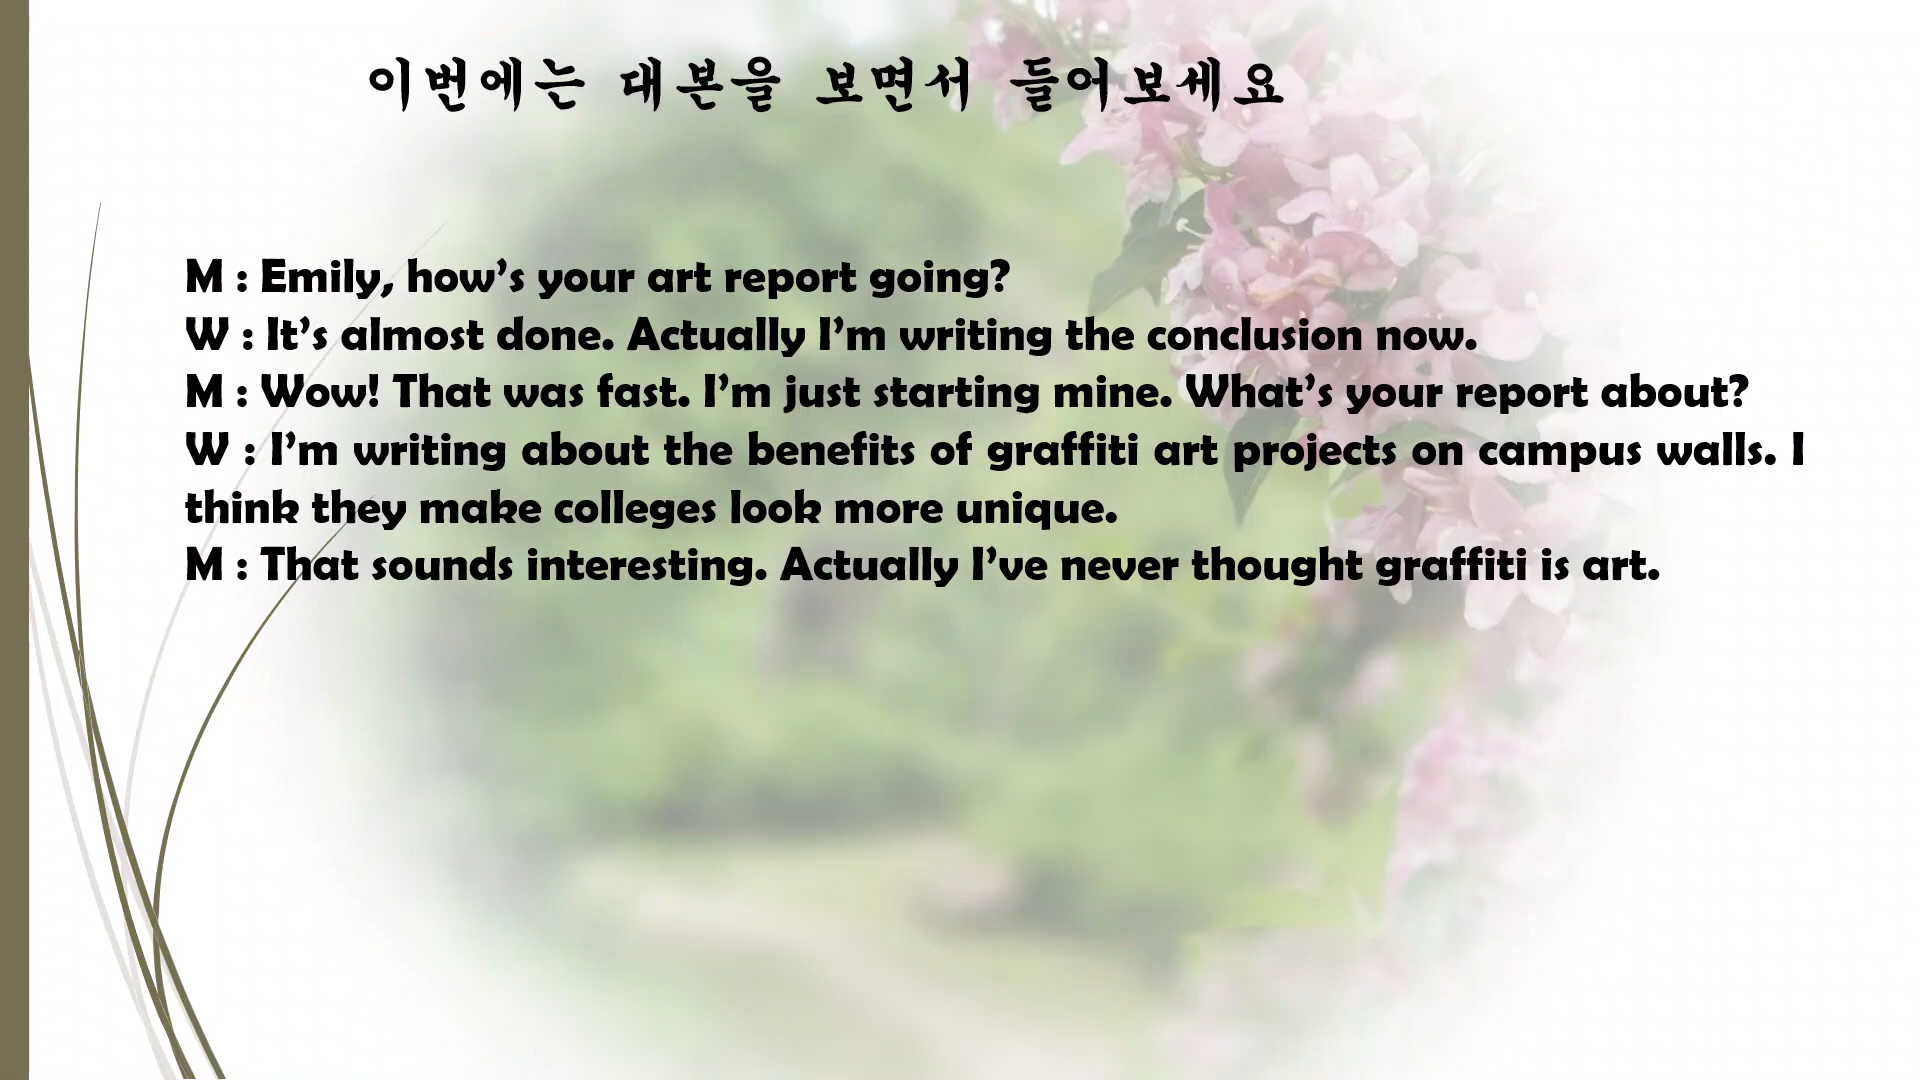 이번에는 대본을 보면서 들어보세요
M : Emily, how’s your art report going?
W : It’s almost done. Actually I’m writing the conclusion now.
M : Wow! That was fast. I’m just starting mine. What’s your report about?
W : I’m writing about the benefits of graffiti art projects on campus walls. I
think they make colleges look more unique.
M : That sounds interesting. Actually I’ve never thought graffiti is art.